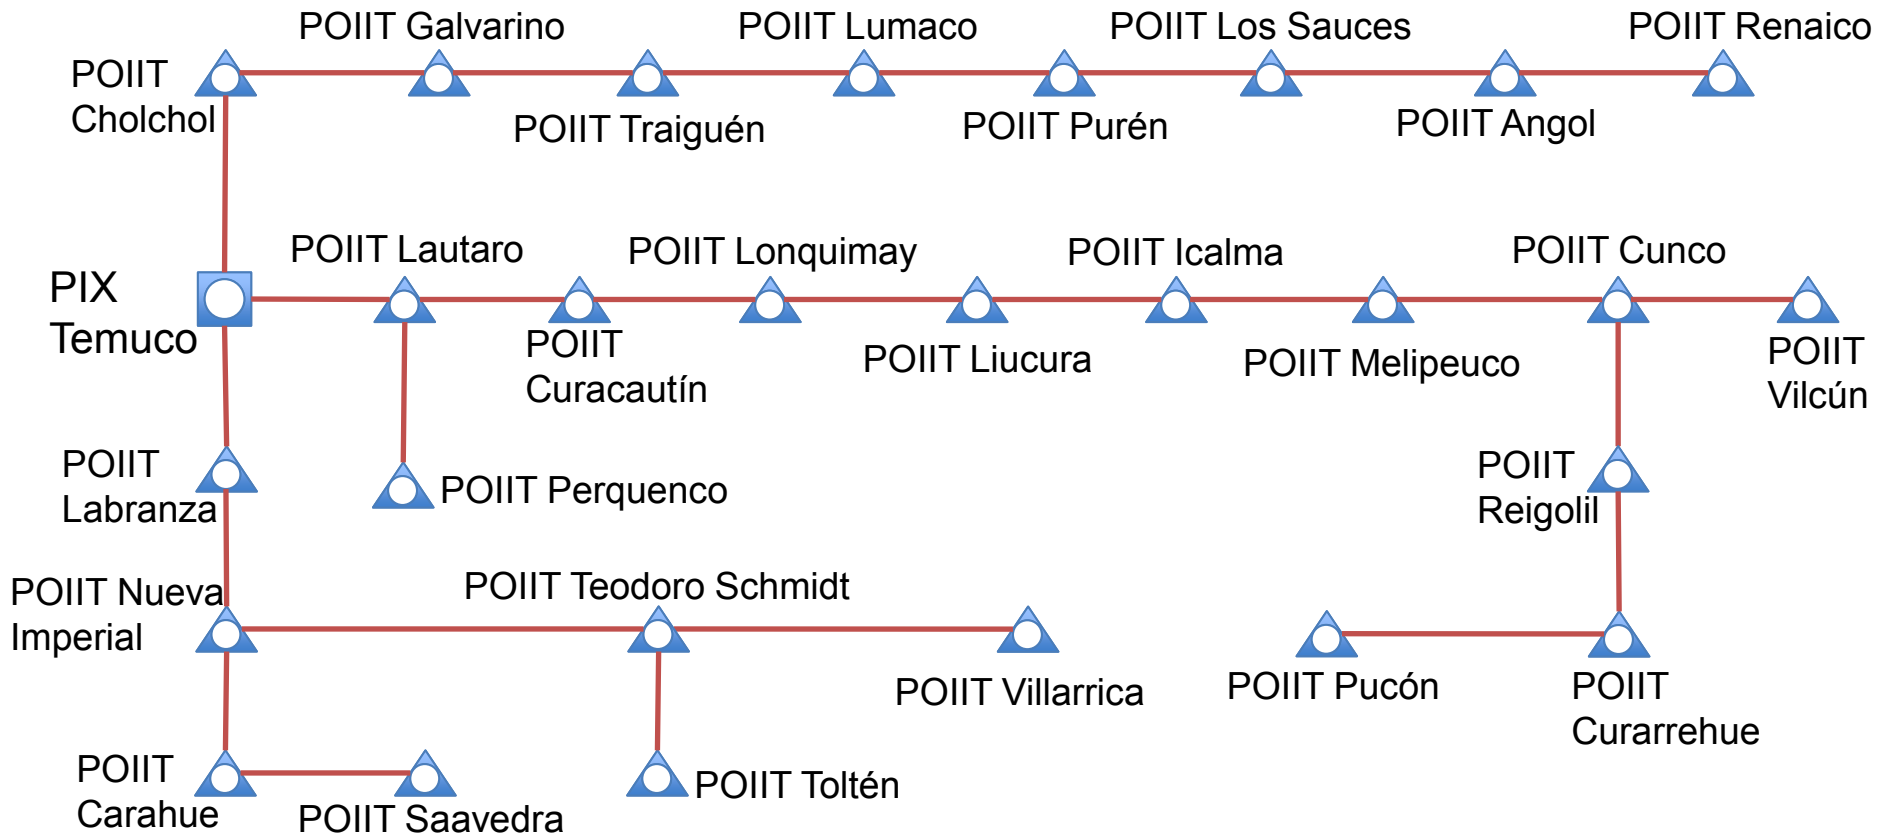 POIIT Galvarino
POIIT Lumaco
POIIT Los Sauces
POIIT Renaico
POIIT
Cholchol
POIIT Traiguén
POIIT Purén
POIIT Angol
POIIT Lautaro
POIIT Lonquimay
POIIT Icalma
POIIT Cunco
PIX
Temuco
POIIT
Curacautín
POIIT Liucura
POIIT Melipeuco
POIIT
Vilcún
POIIT
Labranza
POIIT Perquenco
POIIT
Reigolil
POIIT Nueva
Imperial
POIIT Teodoro Schmidt
POIIT Villarrica
POIIT Pucón
POIIT
Curarrehue
POIIT
Carahue
POIIT Saavedra
POIIT Toltén